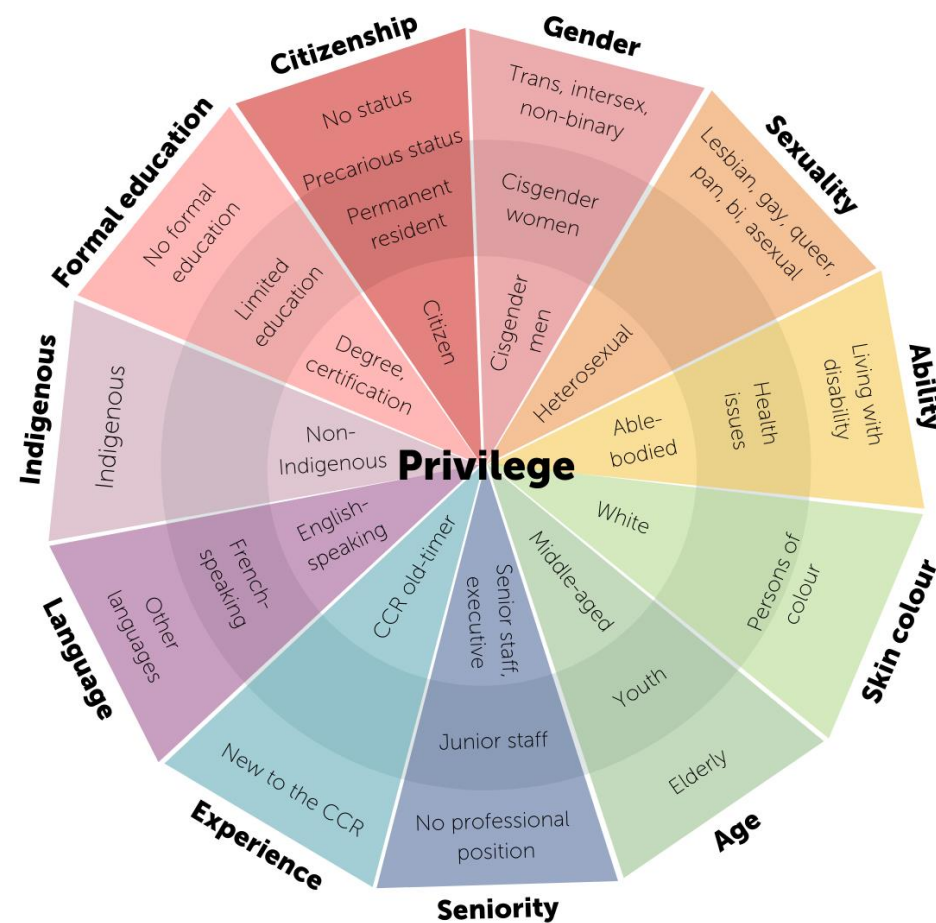 Citizenship
No status
Precarious status
Permanent
resident
Citizen
Gender
Trans, intersex,
non-binary
Cisgender
women
Cisgender
men
Sexuality
Lesbian, gay, queer,
pan, bi, asexual
Heterosexual
Ability
Living with
disability
Health
issues
Able-
bodied
Skin colour
Persons of
colour
White
Age
Elderly
Youth
Middle-aged
Seniority
No professional
position
Junior staff
Senior staff,
executive
Experience
New to the CCR
CCR old-timer
Language
Other
languages
French-
speaking
English-
speaking
Indigenous
Indigenous
Non-
Indigenous
Formal education
No formal
education
Limited
education
Degree,
certification
Privilege